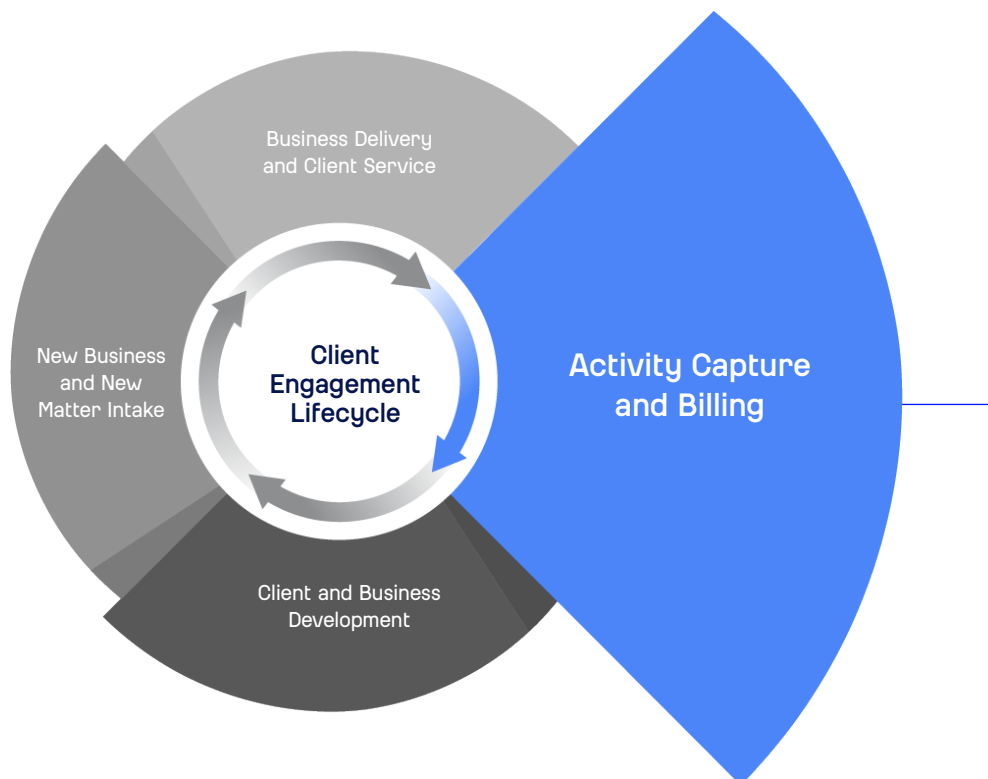 Business Delivery
and Client Service
New Business
and New
Matter Intake
Client
Engagement
Lifecycle
Activity Capture
and Billing
Client and Business
Development